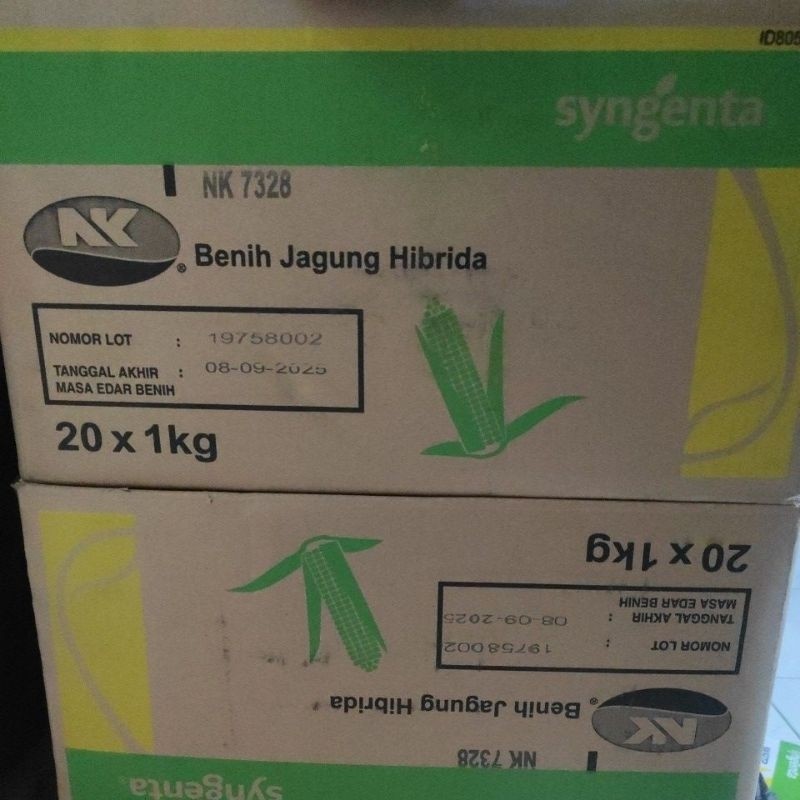 syngenta
NK 7328
NK
Benih Jagung Hibrida
NOMOR LOT : 19758002
TANGGAL AKHIR : 08-09-2025
MASA EDAR BENIH
20 x 1kg
20 x 1kg
MASA EDAR BENIH
TANGGAL AKHIR : 08-09-2025
NOMOR LOT : 19758002
Benih Jagung Hibrida
NK
NK 7328
syngenta